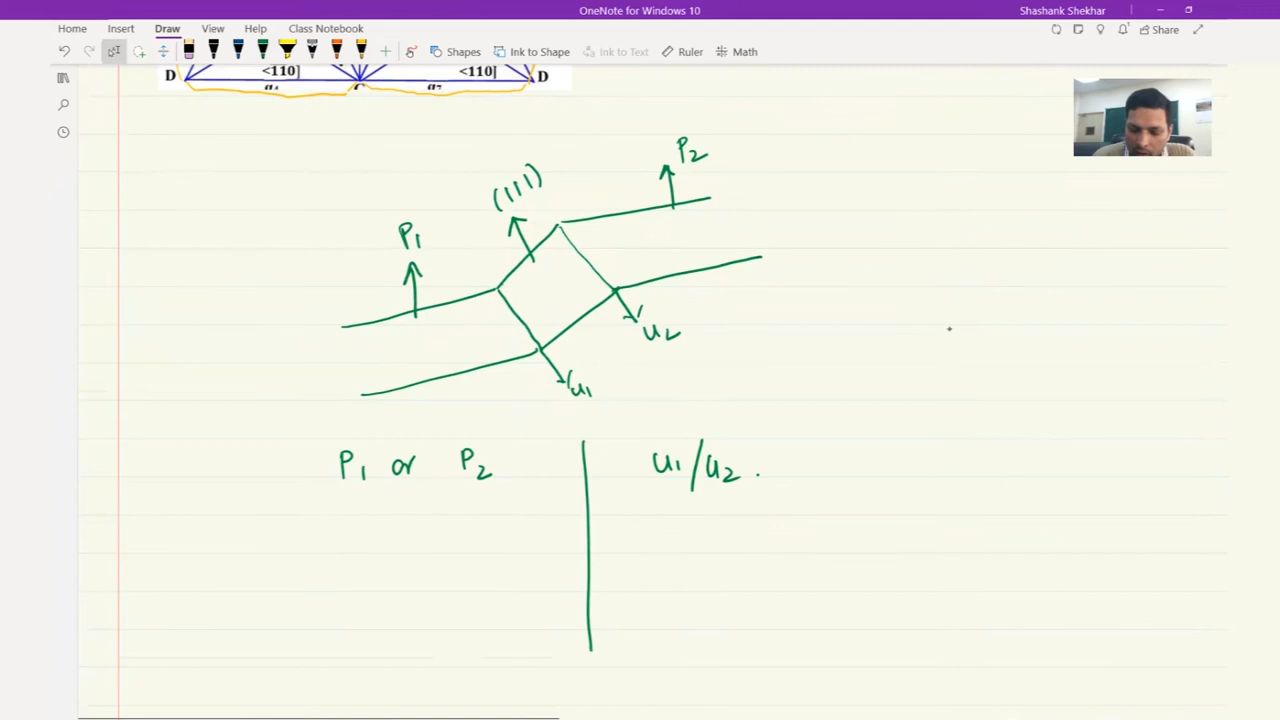 OneNote for Windows 10
Shashank Shekhar
Home Insert Draw View Help Class Notebook
Share
Shapes Ink to Shape Ink to Text Ruler Math
D <110] <110] D
P2
(111)
P1
u2
u1
P1 or P2 u1/u2 .